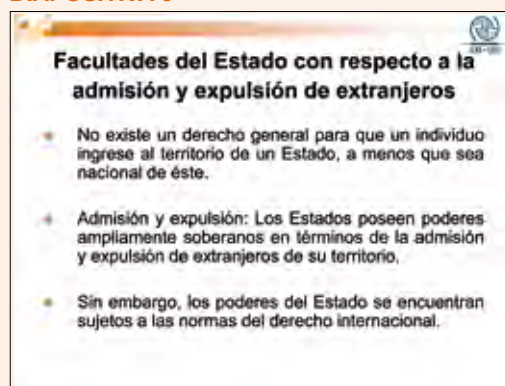 Facultades del Estado con respecto a la
admisión y expulsión de extranjeros
No existe un derecho general para que un individuo
ingrese al territorio de un Estado, a menos que sea
nacional de éste.
Admisión y expulsión: Los Estados poseen poderes
ampliamente soberanos en términos de la admisión
y expulsión de extranjeros de su territorio.
Sin embargo, los poderes del Estado se encuentran
sujetos a las normas del derecho internacional.